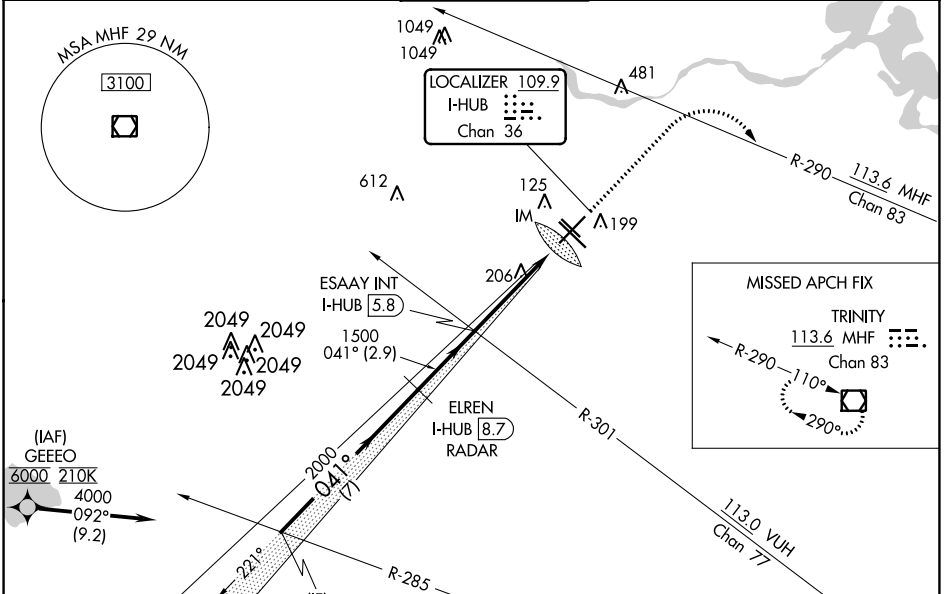 MSA MHF 29 NM
3100
1049
1049
LOCALIZER 109.9
I-HUB
Chan 36
481
R-290
113.6 MHF
Chan 83
612
125
IM
199
206
ESAAY INT
I-HUB 5.8
1500
041° (2.9)
2049
2049
2049
2049
2049
ELREN
I-HUB 8.7
RADAR
R-301
113.0 VUH
Chan 77
MISSED APCH FIX
TRINITY
113.6 MHF
Chan 83
R-290
110°
290°
(IAF)
GEEEO
6000 210K
4000
092°
(9.2)
2000
041°
(7)
221°
R-285